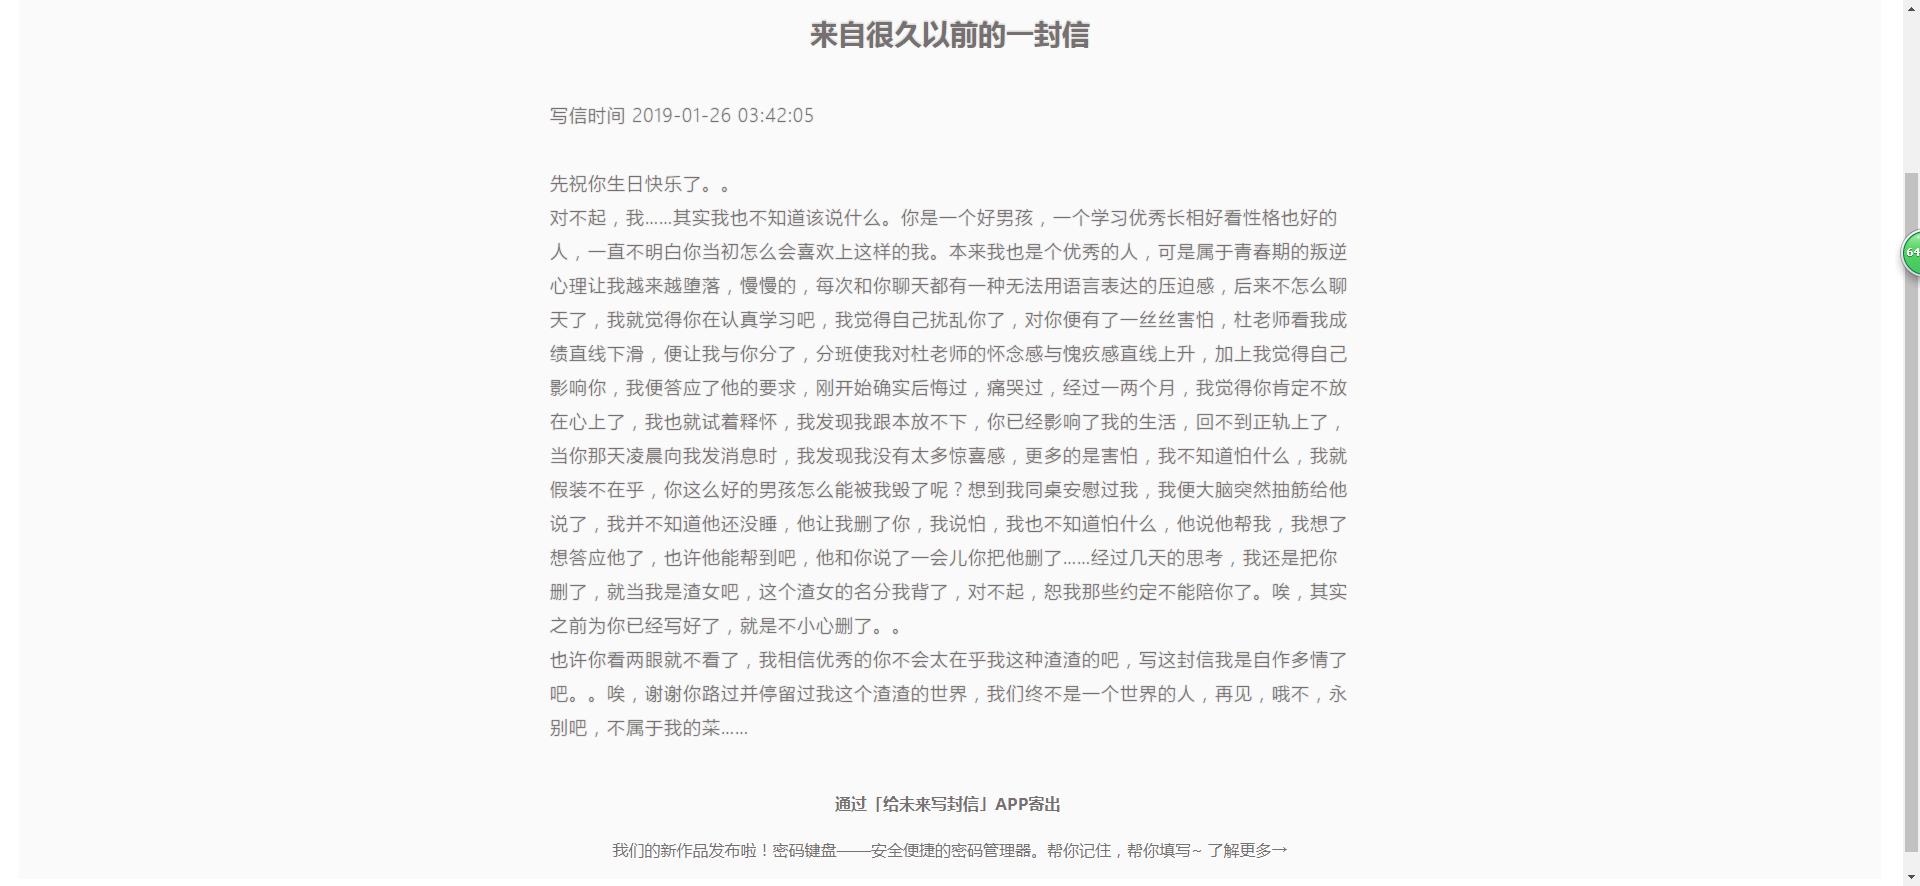 来自很久以前的一封信
写信时间 2019-01-26 03:42:05
先祝你生日快乐了。。
对不起，我……其实我也不知道该说什么。你是一个好男孩，一个学习优秀长相好看性格也好的
人，一直不明白你当初怎么会喜欢上这样的我。本来我也是个优秀的人，可是属于青春期的叛逆
心理让我越来越堕落，慢慢的，每次和你聊天都有一种无法用语言表达的压迫感，后来不怎么聊
天了，我就觉得你在认真学习吧，我觉得自己扰乱你了，对你便有了一丝丝害怕，杜老师看我成
绩直线下滑，便让我与你分了，分班使我对杜老师的怀念感与愧疚感直线上升，加上我觉得自己
影响你，我便答应了他的要求，刚开始确实后悔过，痛哭过，经过一两个月，我觉得你肯定不放
在心上了，我也就试着释怀，我发现我跟本放不下，你已经影响了我的生活，回不到正轨上了，
当你那天凌晨向我发消息时，我发现我没有太多惊喜感，更多的是害怕，我不知道怕什么，我就
假装不在乎，你这么好的男孩怎么能被我毁了呢？想到我同桌安慰过我，我便大脑突然抽筋给他
说了，我并不知道他还没睡，他让我删了你，我说怕，我也不知道怕什么，他说他帮我，我想了
想答应他了，也许他能帮到吧，他和你说了一会儿你把他删了……经过几天的思考，我还是把你
删了，就当我是渣女吧，这个渣女的名分我背了，对不起，恕我那些约定不能陪你了。唉，其实
之前为你已经写好了，就是不小心删了。。
也许你看两眼就不看了，我相信优秀的你不会太在乎我这种渣渣的吧，写这封信我是自作多情了
吧。。唉，谢谢你路过并停留过我这个渣渣的世界，我们终不是一个世界的人，再见，哦不，永
别吧，不属于我的菜……
通过「给未来写封信」APP寄出
我们的新作品发布啦！密码键盘——安全便捷的密码管理器。帮你记住，帮你填写~ 了解更多→
64